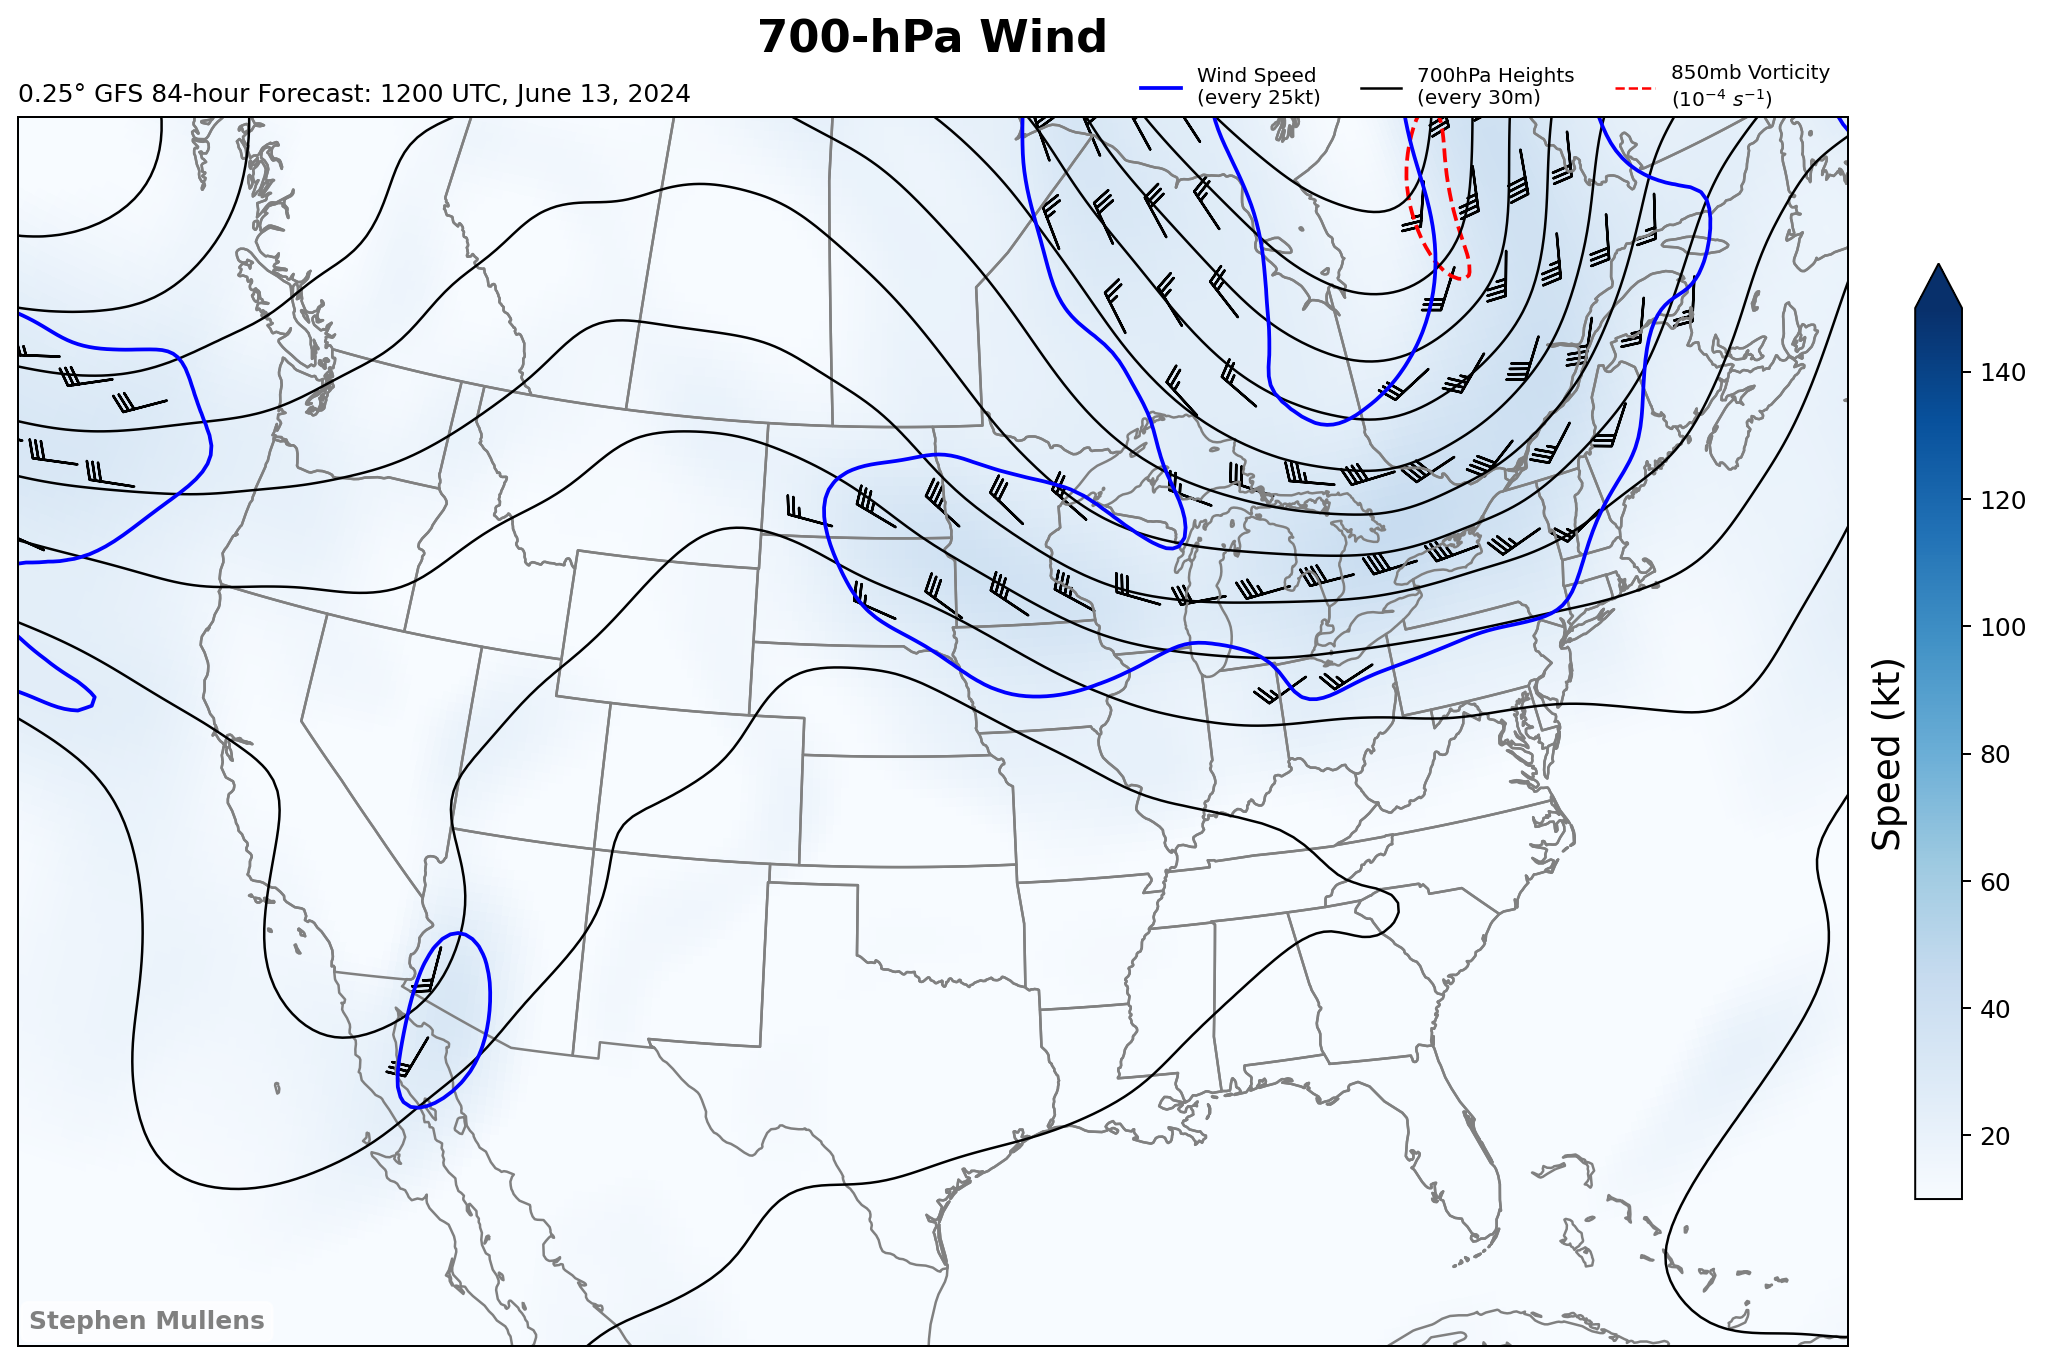 700-hPa Wind
0.25° GFS 84-hour Forecast: 1200 UTC, June 13, 2024
Wind Speed
(every 25kt)
700hPa Heights
(every 30m)
850mb Vorticity
(10⁻⁴ s⁻¹)
140
120
100
80
60
40
20
Speed (kt)
Stephen Mullens